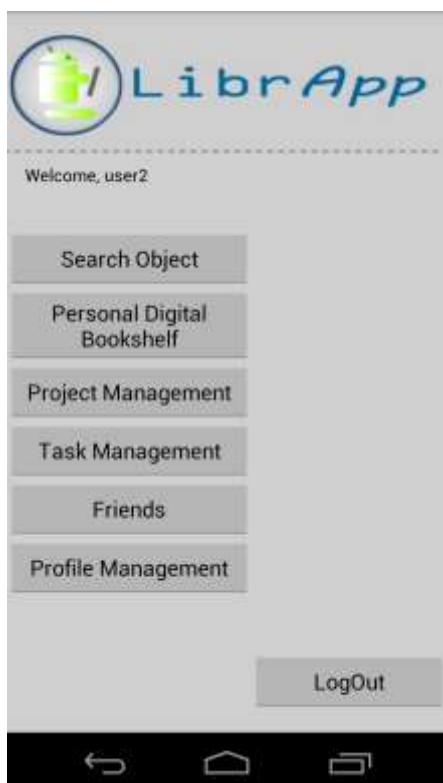 LibrApp
Welcome, user2
Search Object
Personal Digital
Bookshelf
Project Management
Task Management
Friends
Profile Management
LogOut